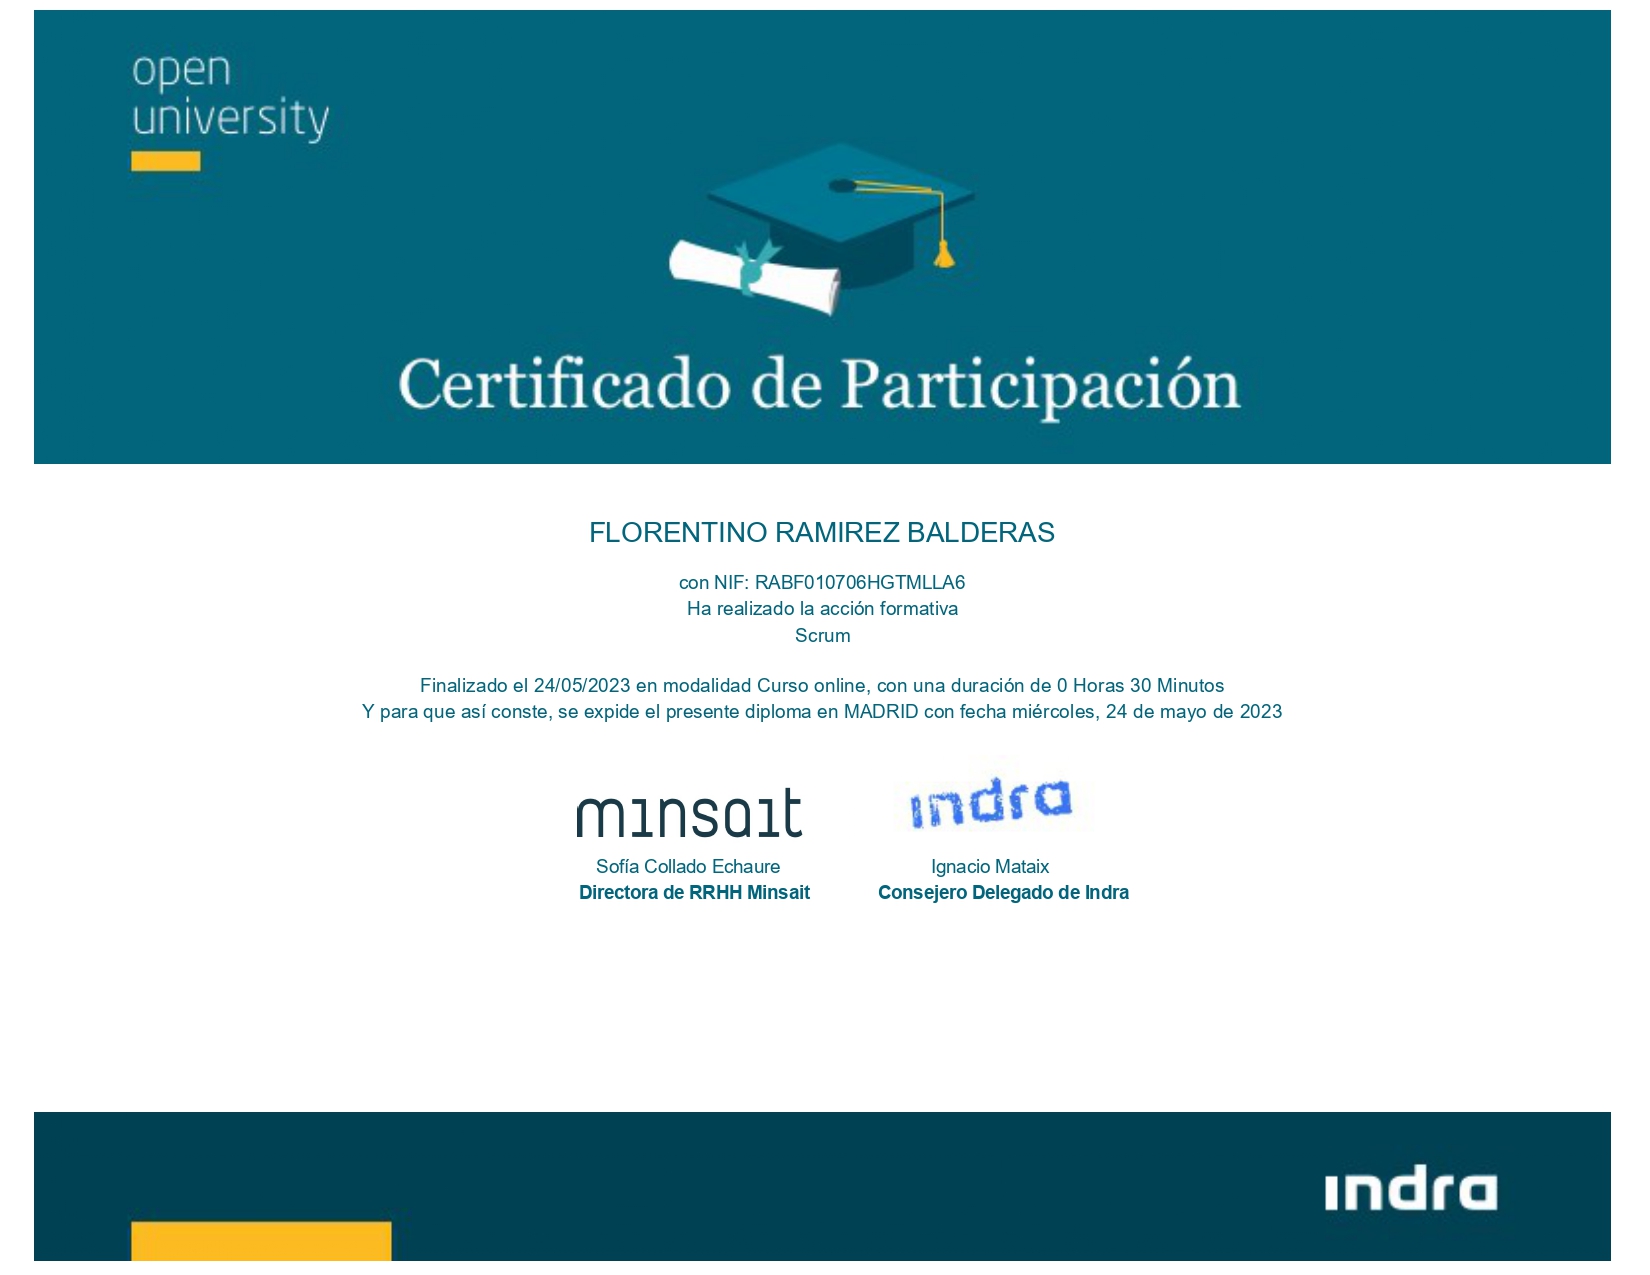 open
university
Certificado de Participación
FLORENTINO RAMIREZ BALDERAS
con NIF: RABF010706HGTMLLA6
Ha realizado la acción formativa
Scrum
Finalizado el 24/05/2023 en modalidad Curso online, con una duración de 0 Horas 30 Minutos
Y para que así conste, se expide el presente diploma en MADRID con fecha miércoles, 24 de mayo de 2023
minsait indra
Sofía Collado Echaure Ignacio Mataix
Directora de RRHH Minsait Consejero Delegado de Indra
indra